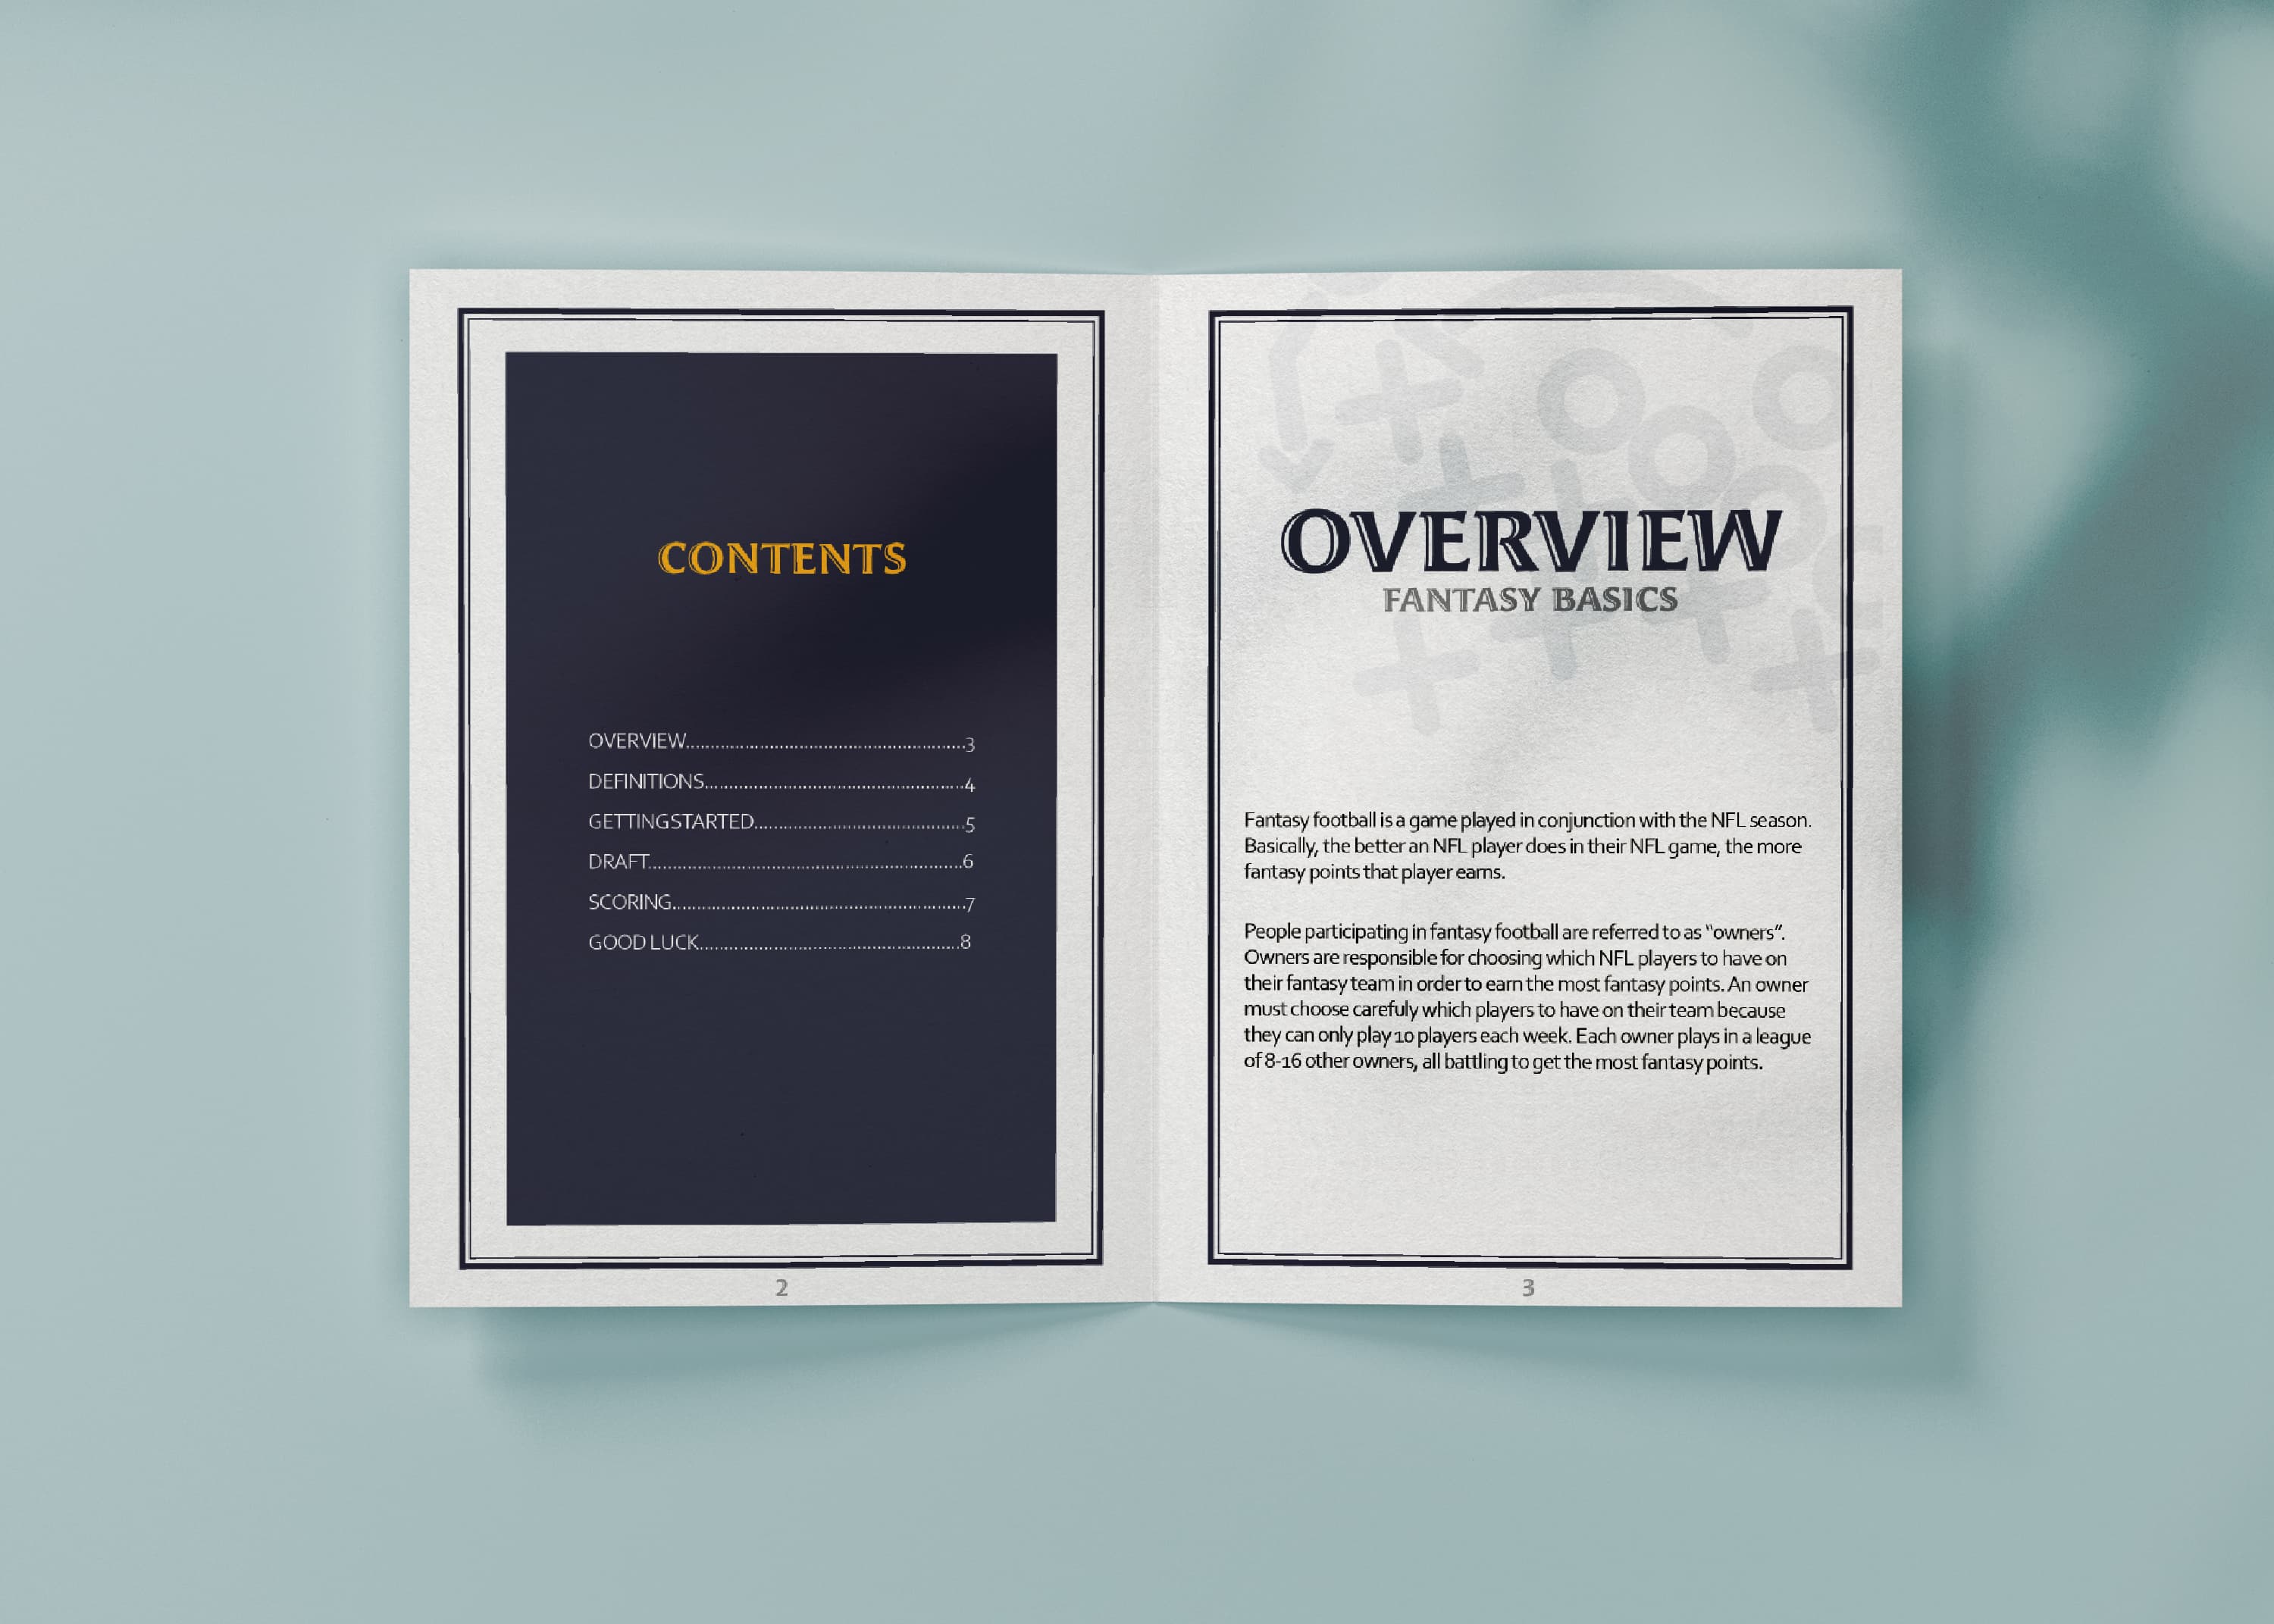 CONTENTS
OVERVIEW................................................3
DEFINITIONS.............................................4
GETTING STARTED....................................5
DRAFT......................................................6
SCORING..................................................7
GOOD LUCK.............................................8
2
OVERVIEW
FANTASY BASICS
Fantasy football is a game played in conjunction with the NFL season.
Basically, the better an NFL player does in their NFL game, the more
fantasy points that player earns.
People participating in fantasy football are referred to as “owners”.
Owners are responsible for choosing which NFL players to have on
their fantasy team in order to earn the most fantasy points. An owner
must choose carefuly which players to have on their team because
they can only play 10 players each week. Each owner plays in a league
of 8-16 other owners, all battling to get the most fantasy points.
3